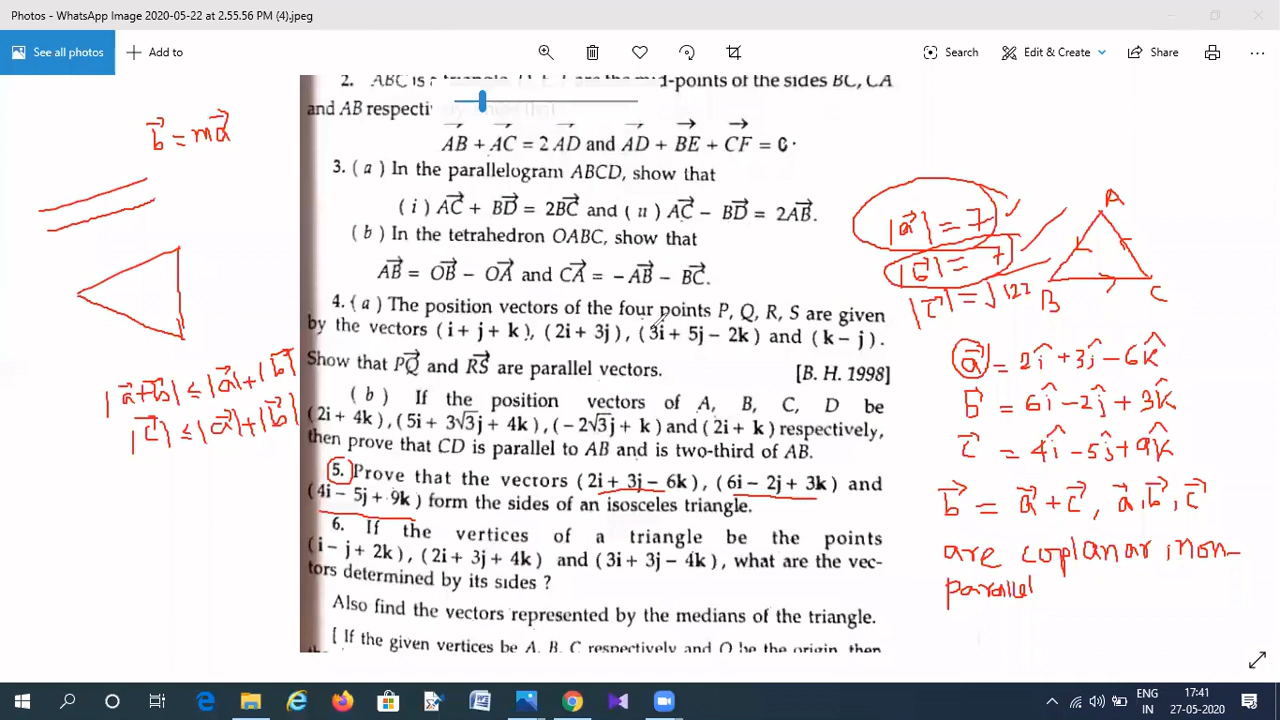 Photos - WhatsApp Image 2020-05-22 at 2.55.56 PM (4).jpeg
See all photos
Add to
Search
Edit & Create
Share
2. ABC is a triangle, D, E, F are the mid-points of the sides BC, CA
and AB respecti
AB + AC = 2 AD and AD + BE + CF = 0.
3. (a) In the parallelogram ABCD, show that
(i) AC + BD = 2BC and (ii) AC − BD = 2AB.
(b) In the tetrahedron OABC, show that
AB = OB − OA and CA = −AB − BC.
4. (a) The position vectors of the four points P, Q, R, S are given
by the vectors (i + j + k), (2i + 3j), (3i + 5j − 2k) and (k − j).
Show that PQ and RS are parallel vectors. [B. H. 1998]
(b) If the position vectors of A, B, C, D be
(2i + 4k), (5i + 3√3j + 4k), (−2√3j + k) and (2i + k) respectively,
then prove that CD is parallel to AB and is two-third of AB.
5. Prove that the vectors (2i + 3j − 6k), (6i − 2j + 3k) and
(4i − 5j + 9k) form the sides of an isosceles triangle.
6. If the vertices of a triangle be the points
(i − j + 2k), (2i + 3j + 4k) and (3i + 3j − 4k), what are the vec-
tors determined by its sides ?
Also find the vectors represented by the medians of the triangle.
[ If the given vertices be A, B, C respectively and O be the origin, then
b⃗ = ma⃗
|a⃗+b⃗| ≤ |a⃗|+|b⃗|
|c⃗| ≤ |a⃗|+|b⃗|
|a⃗| = 7
|b⃗| = 7
|c⃗| = √122
A
B
C
a⃗ = 2î + 3ĵ − 6k̂
b⃗ = 6î − 2ĵ + 3k̂
c⃗ = 4î − 5ĵ + 9k̂
b⃗ = a⃗ + c⃗, a⃗, b⃗, c⃗
are coplanar, non-
parallel
ENG
IN
17:41
27-05-2020